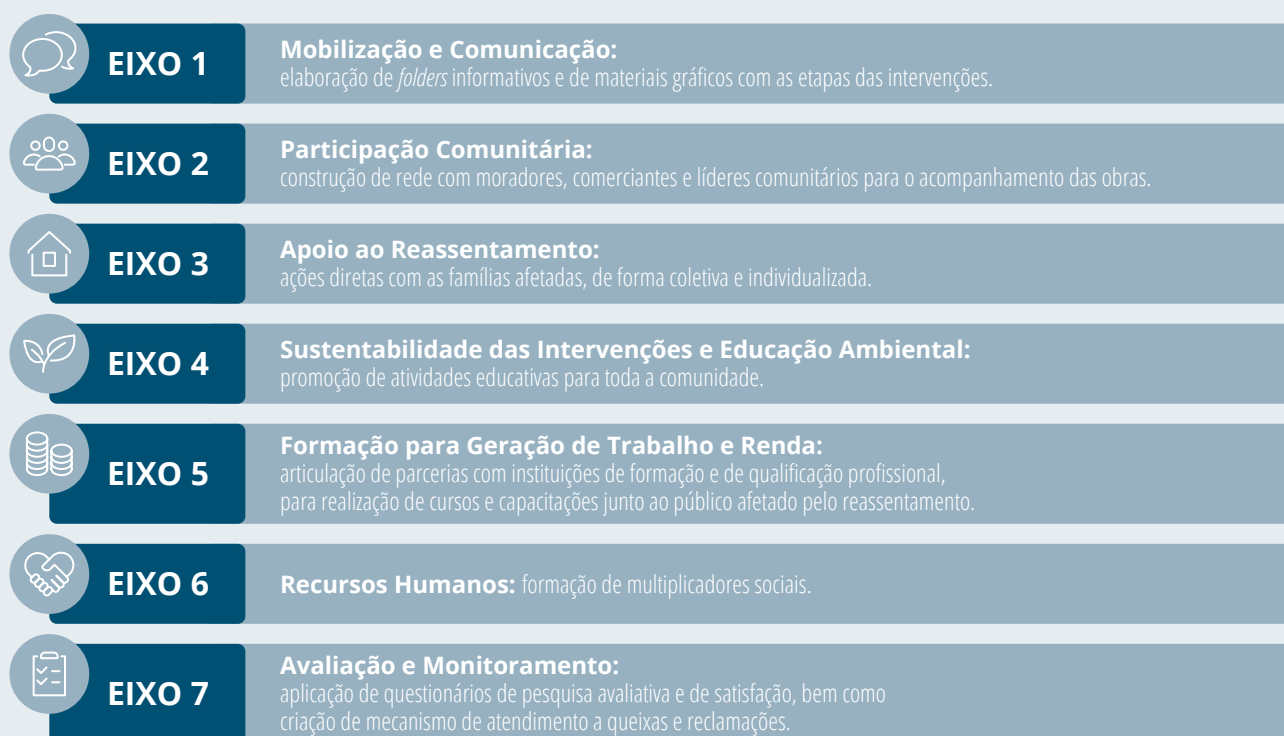 EIXO 1
Mobilização e Comunicação:
elaboração de folders informativos e de materiais gráficos com as etapas das intervenções.
EIXO 2
Participação Comunitária:
construção de rede com moradores, comerciantes e líderes comunitários para o acompanhamento das obras.
EIXO 3
Apoio ao Reassentamento:
ações diretas com as famílias afetadas, de forma coletiva e individualizada.
EIXO 4
Sustentabilidade das Intervenções e Educação Ambiental:
promoção de atividades educativas para toda a comunidade.
EIXO 5
Formação para Geração de Trabalho e Renda:
articulação de parcerias com instituições de formação e de qualificação profissional,
para realização de cursos e capacitações junto ao público afetado pelo reassentamento.
EIXO 6
Recursos Humanos: formação de multiplicadores sociais.
EIXO 7
Avaliação e Monitoramento:
aplicação de questionários de pesquisa avaliativa e de satisfação, bem como
criação de mecanismo de atendimento a queixas e reclamações.